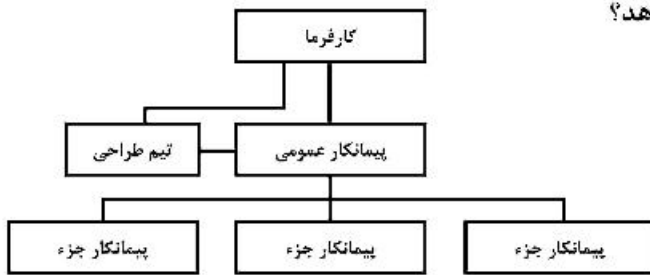 هد؟
کارفرما
پیمانکار عمومی
تیم طراحی
پیمانکار جزء
پیمانکار جزء
پیمانکار جزء